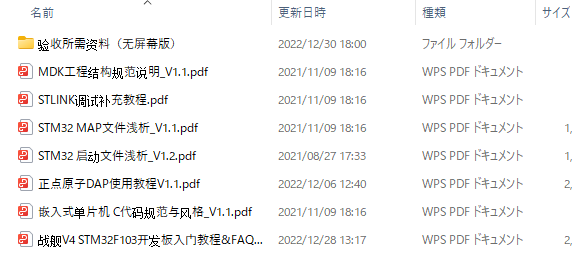 名前 更新日時 種類 サイズ
验收所需资料（无屏幕版） 2022/12/30 18:00 ファイル フォルダー
MDK工程结构规范说明_V1.1.pdf 2021/11/09 18:16 WPS PDF ドキュメント
STLINK调试补充教程.pdf 2021/11/09 18:16 WPS PDF ドキュメント
STM32 MAP文件浅析_V1.1.pdf 2021/11/09 18:16 WPS PDF ドキュメント 1,
STM32 启动文件浅析_V1.2.pdf 2021/08/27 17:33 WPS PDF ドキュメント 1,
正点原子DAP使用教程V1.1.pdf 2022/12/06 12:40 WPS PDF ドキュメント 2,
嵌入式单片机 C代码规范与风格_V1.1.pdf 2021/11/09 18:16 WPS PDF ドキュメント
战舰V4 STM32F103开发板入门教程&FAQ... 2022/12/28 13:17 WPS PDF ドキュメント 2,